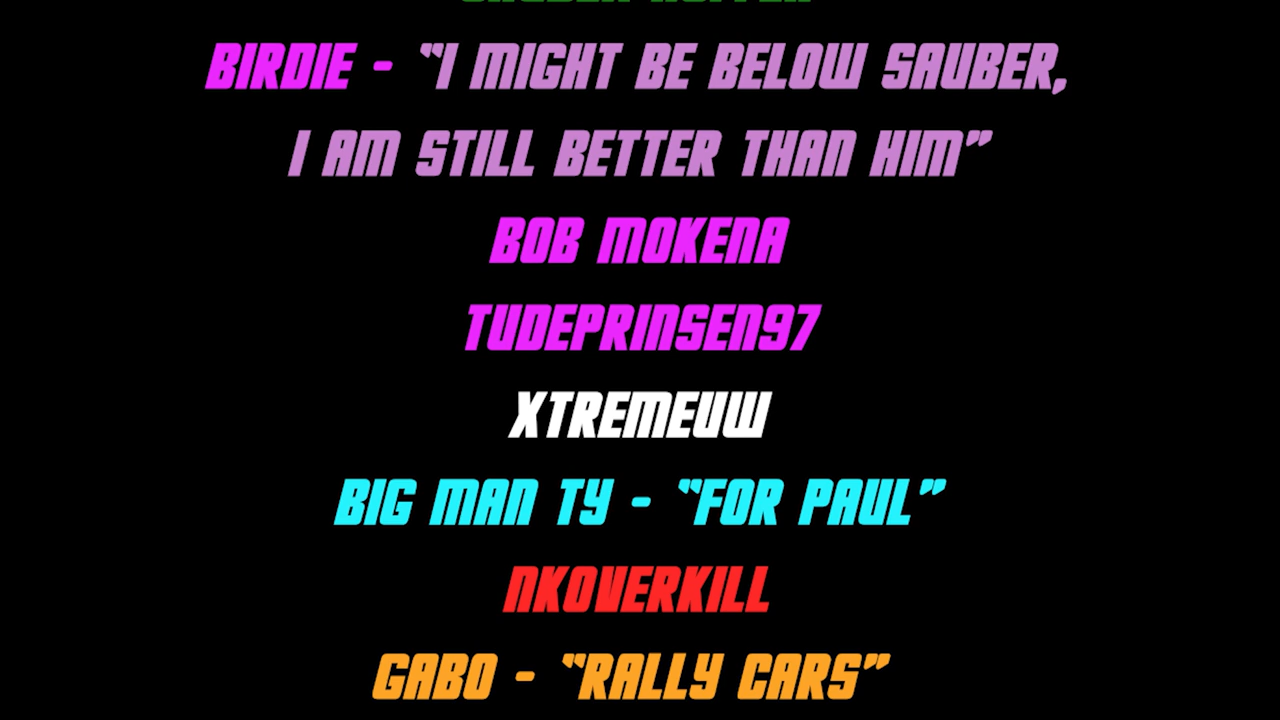 BIRDIE - “I MIGHT BE BELOW SAUBER,
I AM STILL BETTER THAN HIM”
BOB MOKENA
TUDEPRINSEN97
XTREMEUW
BIG MAN TY - “FOR PAUL”
NKOVERKILL
GABO - “RALLY CARS”